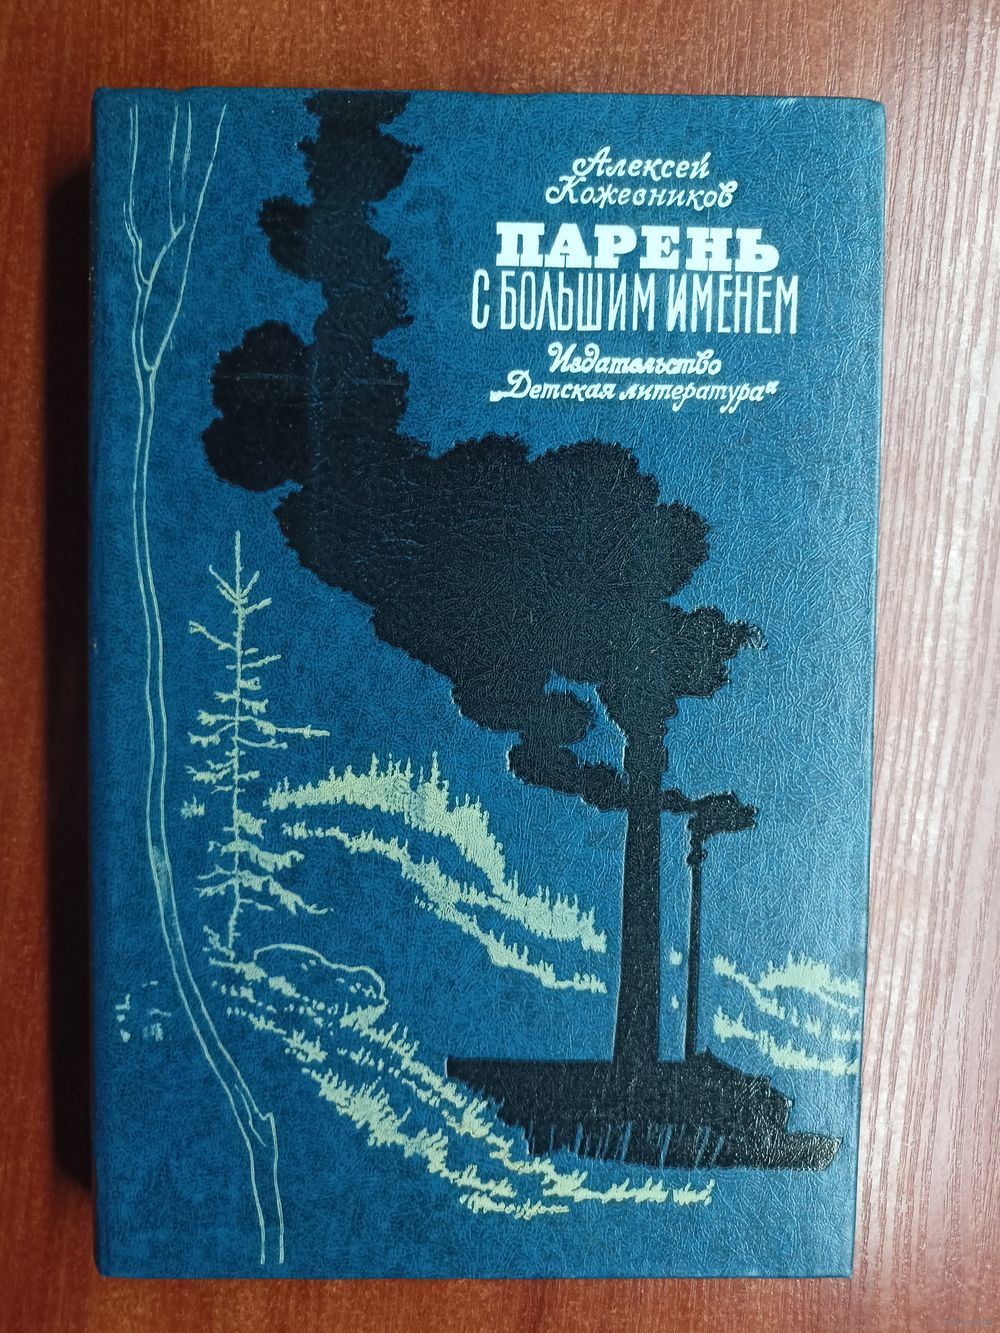 Алексей
Кожевников
ПАРЕНЬ
С БОЛЬШИМ ИМЕНЕМ
Издательство
„Детская литература“